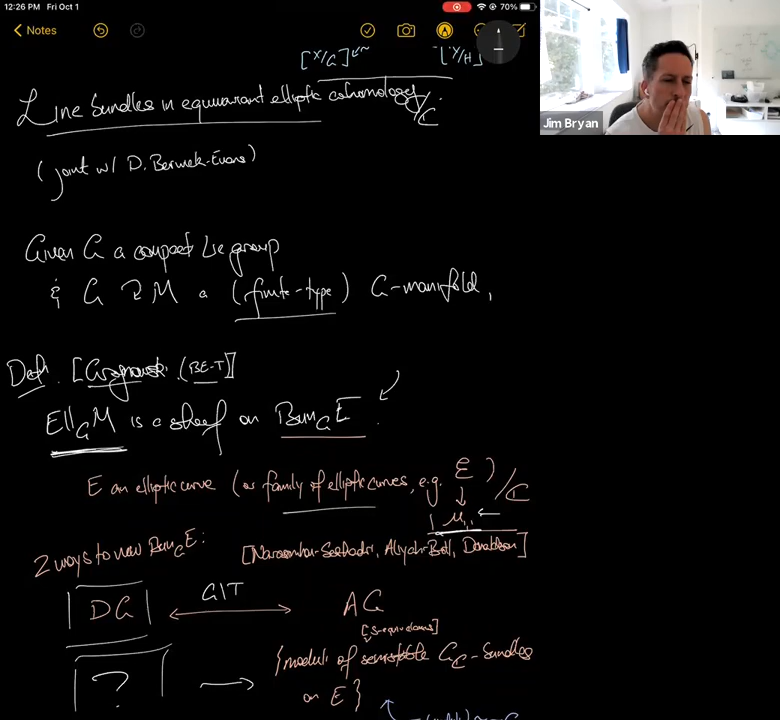 12:26 PM Fri Oct 1
70%
Notes
[X/G] [Y/H]
Line bundles in equivariant elliptic cohomology/C.
(joint w/ D. Berwick-Evans)
Given G a compact Lie group
& G ↻ M a (finite-type) G-manifold,
Def. [Grojnowski (BE-T)]
Ell_G M is a sheaf on Bun_G E.
E an elliptic curve (or family of elliptic curves, e.g. ℰ)/C
↓
M₁,₁
2 ways to view Bun_G E:
[Narasimhan-Seshadri, Atiyah-Bott, Donaldson]
DG ⟷ GIT AG
[S-equivalence]
? → {moduli of semistable G_C-bundles
on E}
Jim Bryan